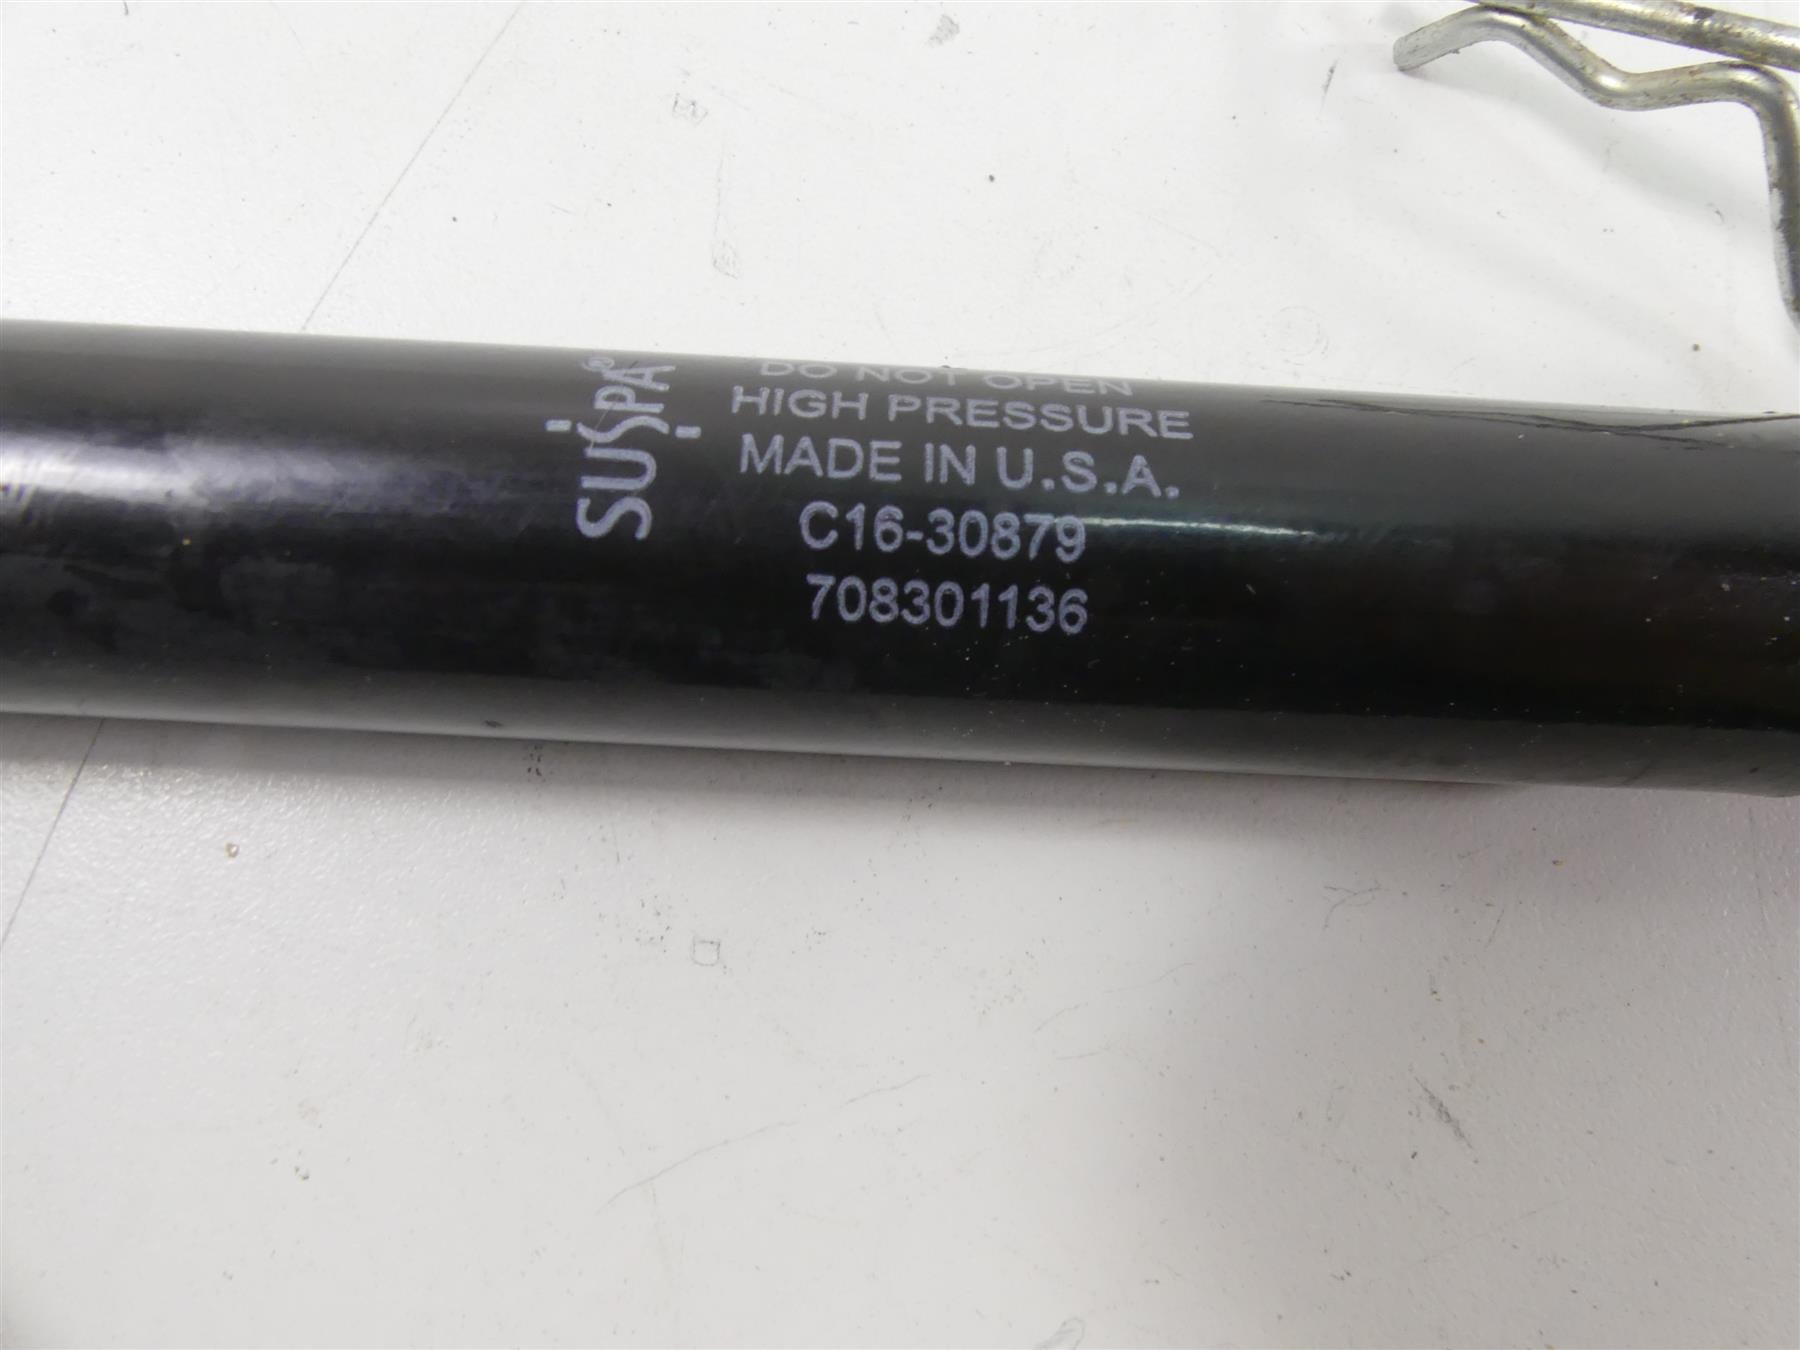 SUSPA®
DO NOT OPEN
HIGH PRESSURE
MADE IN U.S.A.
C16-30879
708301136